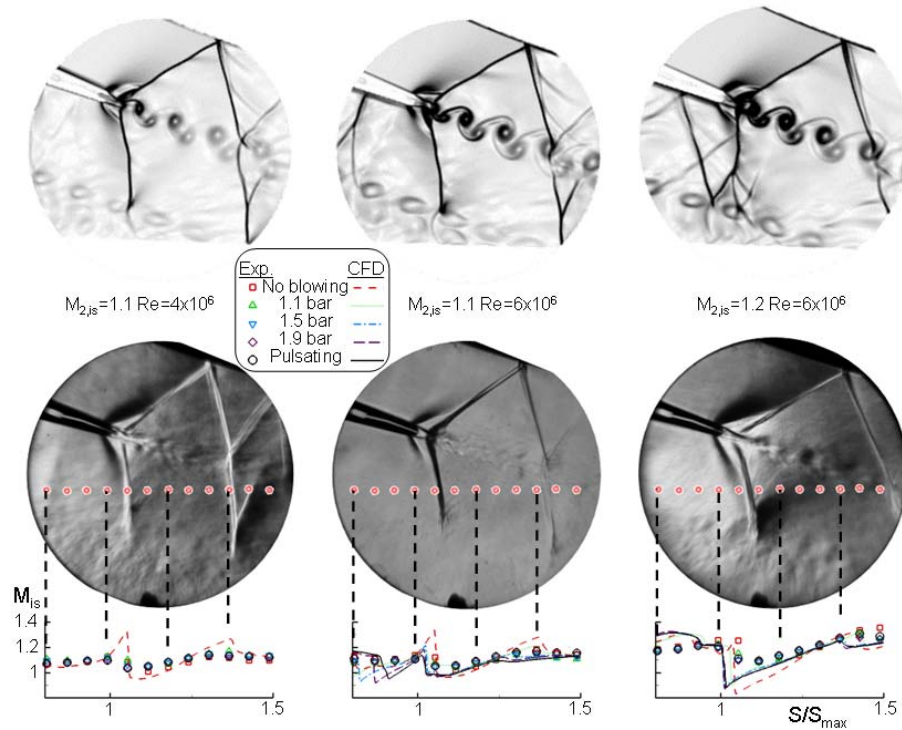 Exp. CFD
No blowing
1.1 bar
1.5 bar
1.9 bar
Pulsating
M2,is=1.1 Re=4x10⁶
M2,is=1.1 Re=6x10⁶
M2,is=1.2 Re=6x10⁶
Mis
1.4
1.2
1
1 1.5
1 1.5
1 1.5
S/Smax